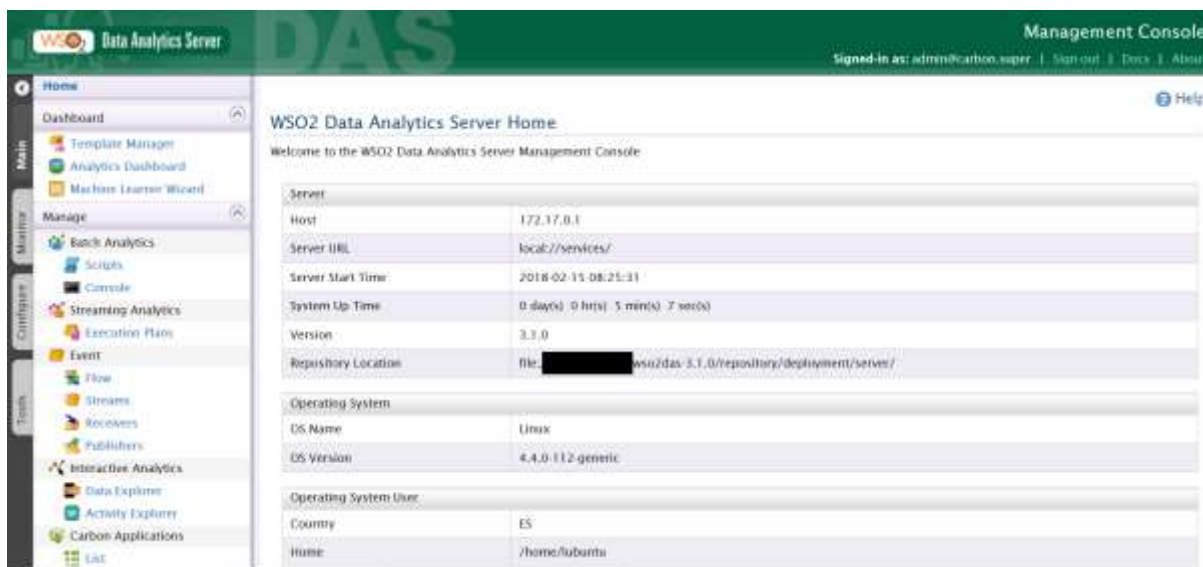 WSO2 Data Analytics Server
DAS
Management Console
Signed-in as: admin@carbon.super | Sign-out | Docs | About
Home
Help
Main
Monitor
Configure
Tools
Dashboard
Template Manager
Analytics Dashboard
Machine Learner Wizard
Manage
Batch Analytics
Scripts
Console
Streaming Analytics
Execution Plans
Event
Flow
Streams
Receivers
Publishers
Interactive Analytics
Data Explorer
Activity Explorer
Carbon Applications
List
WSO2 Data Analytics Server Home
Welcome to the WSO2 Data Analytics Server Management Console
Server
Host 172.17.0.1
Server URL local://services/
Server Start Time 2018-02-15 08:25:31
System Up Time 0 day(s) 0 hr(s) 5 min(s) 7 sec(s)
Version 3.1.0
Repository Location file: wso2das-3.1.0/repository/deployment/server/
Operating System
OS Name Linux
OS Version 4.4.0-112-generic
Operating System User
Country ES
Home /home/lubuntu